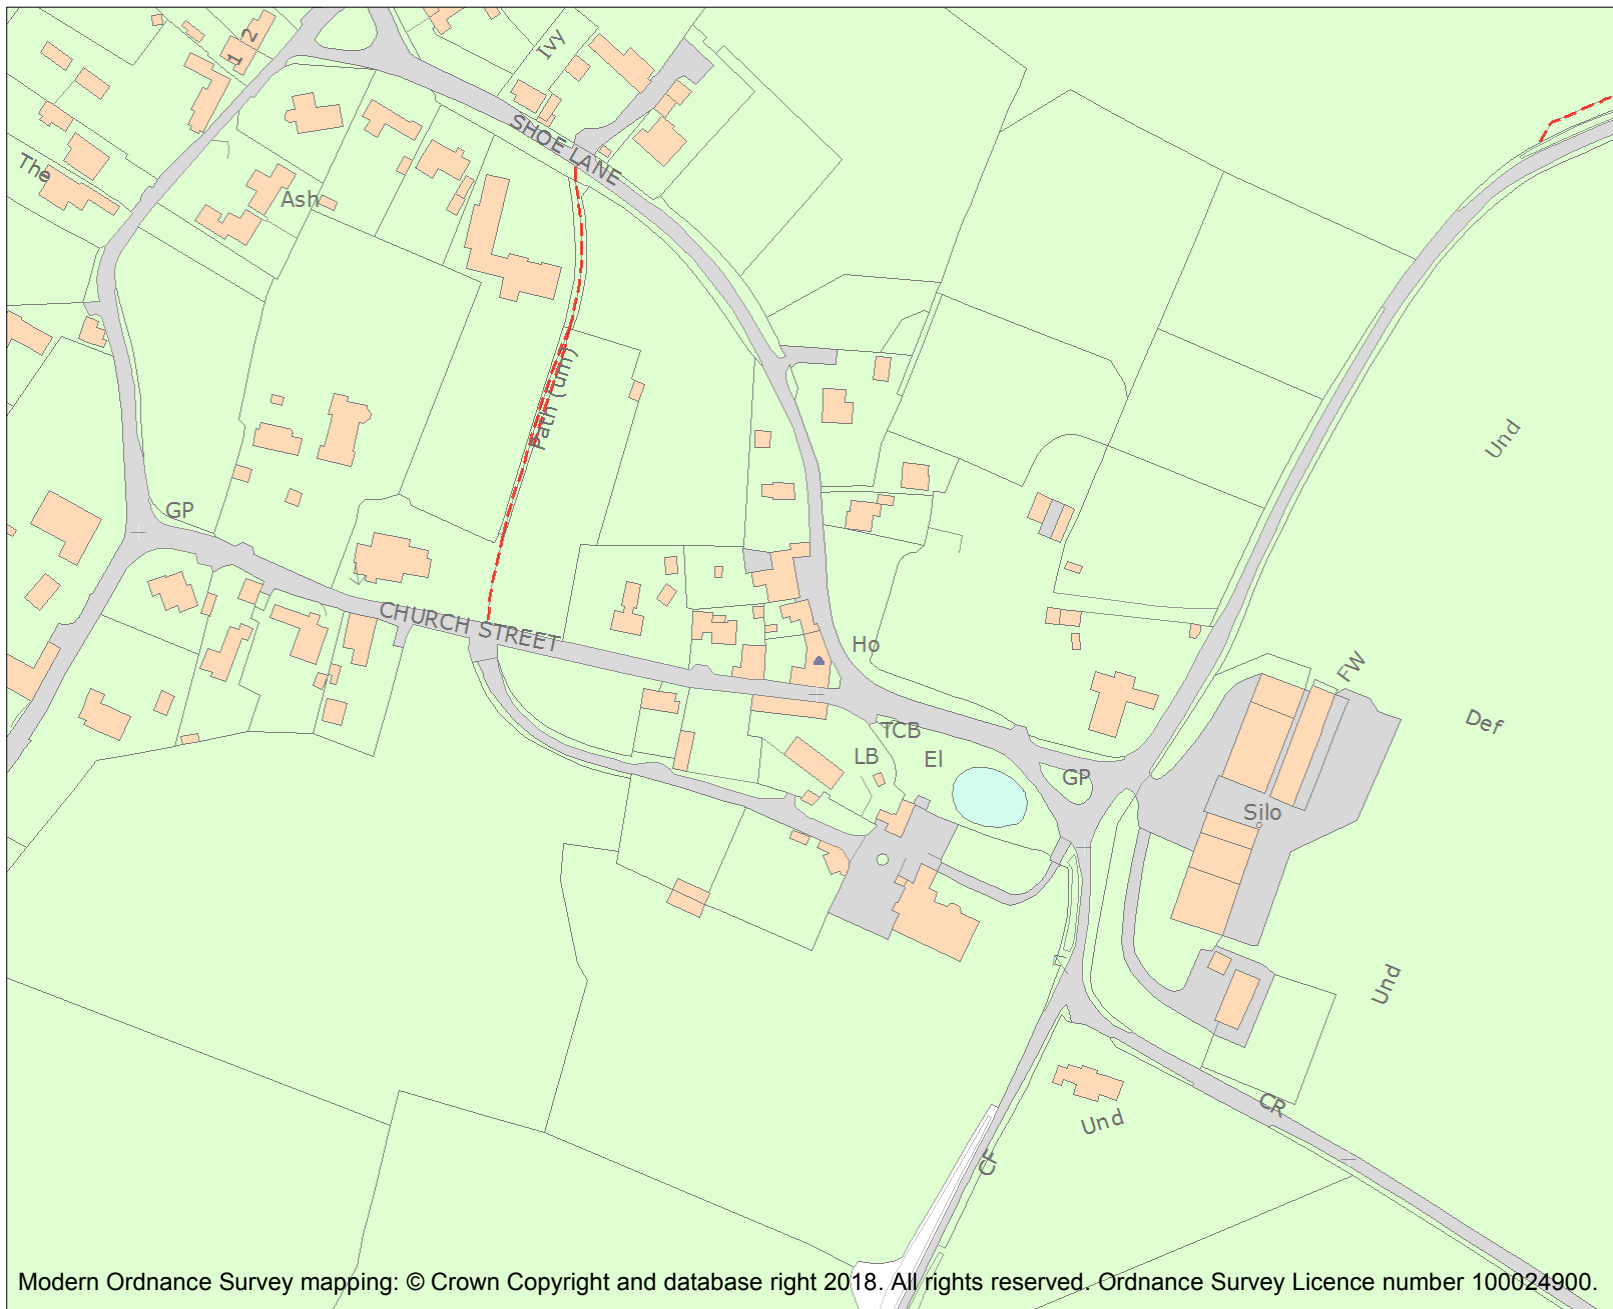 1 2
Ivy
SHOE LANE
The
Ash
Path (um)
Und
GP
CHURCH STREET
Ho
FW
Def
TCB
LB
El
GP
Silo
Und
CR
Und
CF
Modern Ordnance Survey mapping: © Crown Copyright and database right 2018. All rights reserved. Ordnance Survey Licence number 100024900.